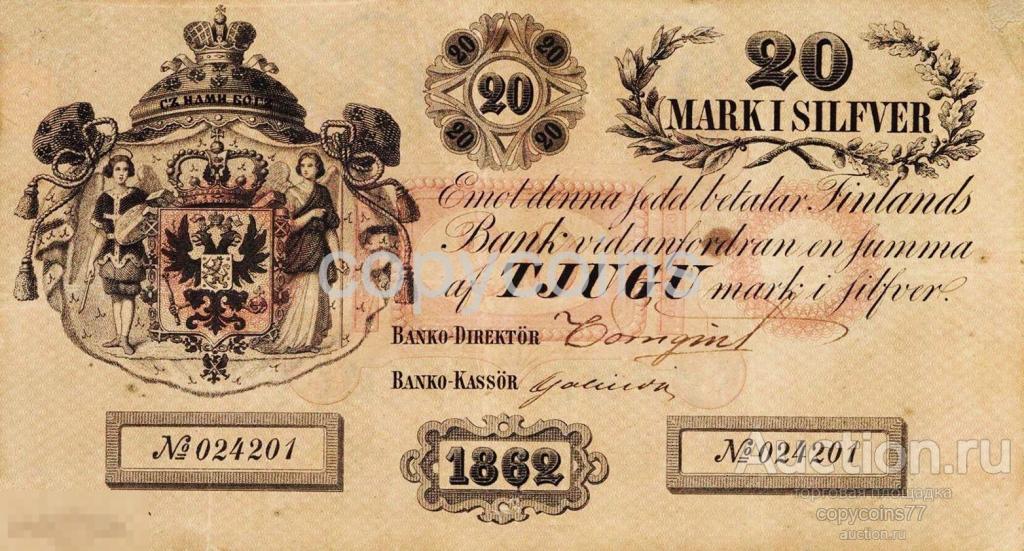 СЪ НАМИ БОГЪ
20 20 20 20 20
20
MARK I SILFVER
Emot denna sedd betalar Finlands
Bank vid anfordran en summa
af TJUGU mark i silfver.
copycoins
BANKO-DIREKTÖR
BANKO-KASSÖR
№ 024201
1862
№ 024201
Auction.ru
торговая площадка
copycoins77
auction.ru